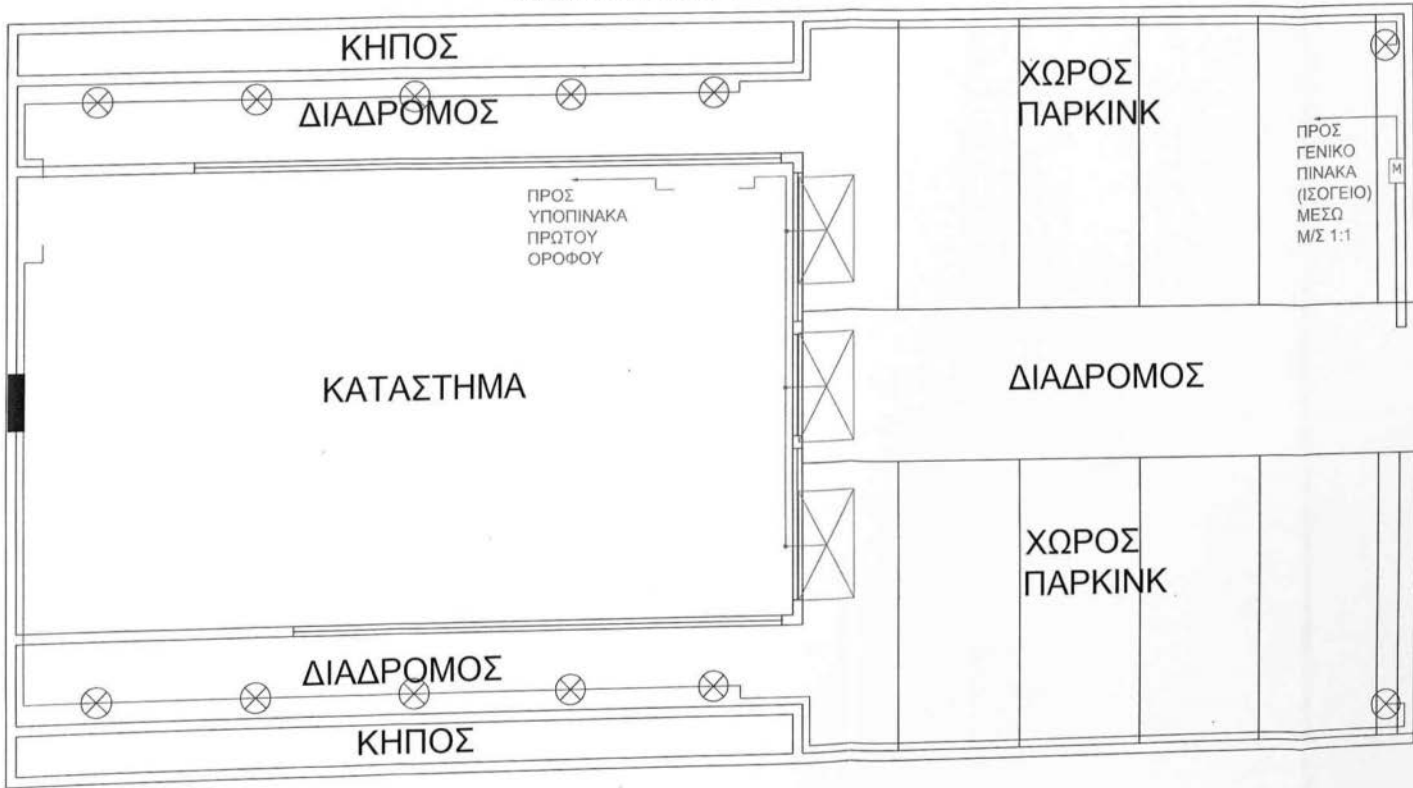 ΚΗΠΟΣ
ΔΙΑΔΡΟΜΟΣ
ΧΩΡΟΣ
ΠΑΡΚΙΝΚ
ΠΡΟΣ
ΓΕΝΙΚΟ
ΠΙΝΑΚΑ
(ΙΣΟΓΕΙΟ)
ΜΕΣΩ
Μ/Σ 1:1
M
ΠΡΟΣ
ΥΠΟΠΙΝΑΚΑ
ΠΡΩΤΟΥ
ΟΡΟΦΟΥ
ΚΑΤΑΣΤΗΜΑ
ΔΙΑΔΡΟΜΟΣ
ΧΩΡΟΣ
ΠΑΡΚΙΝΚ
ΔΙΑΔΡΟΜΟΣ
ΚΗΠΟΣ